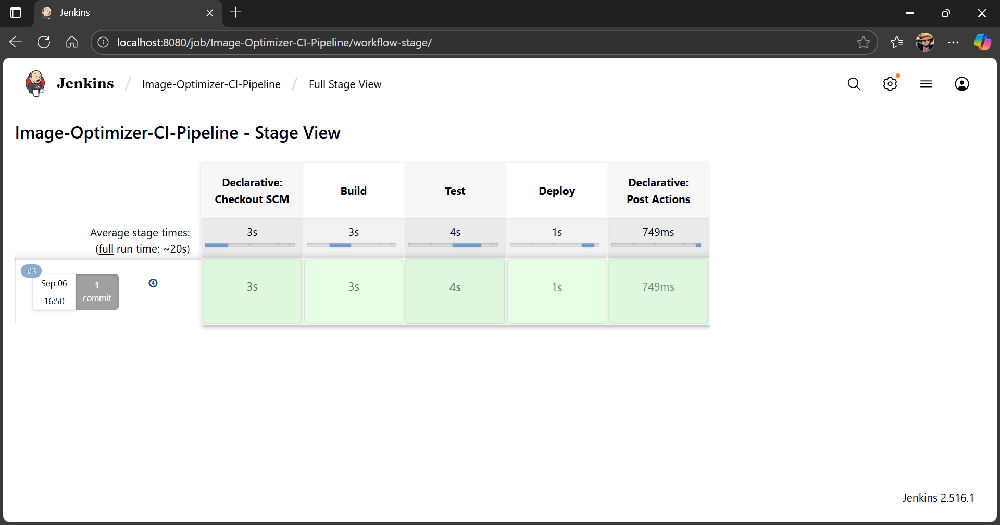 Jenkins
localhost:8080/job/Image-Optimizer-CI-Pipeline/workflow-stage/
Jenkins / Image-Optimizer-CI-Pipeline / Full Stage View
Image-Optimizer-CI-Pipeline - Stage View
Declarative: Checkout SCM
Build
Test
Deploy
Declarative: Post Actions
Average stage times:
(full run time: ~20s)
3s
3s
4s
1s
749ms
#3
Sep 06
16:50
1
commit
3s
3s
4s
1s
749ms
Jenkins 2.516.1